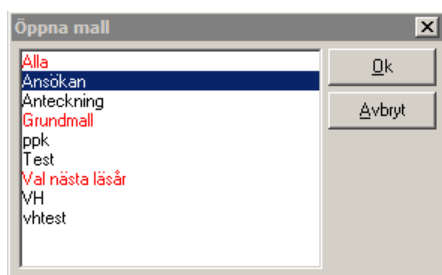 Öppna mall
Alla
Ansökan
Anteckning
Grundmall
ppk
Test
Val nästa läsår
VH
vhtest
Ok
Avbryt